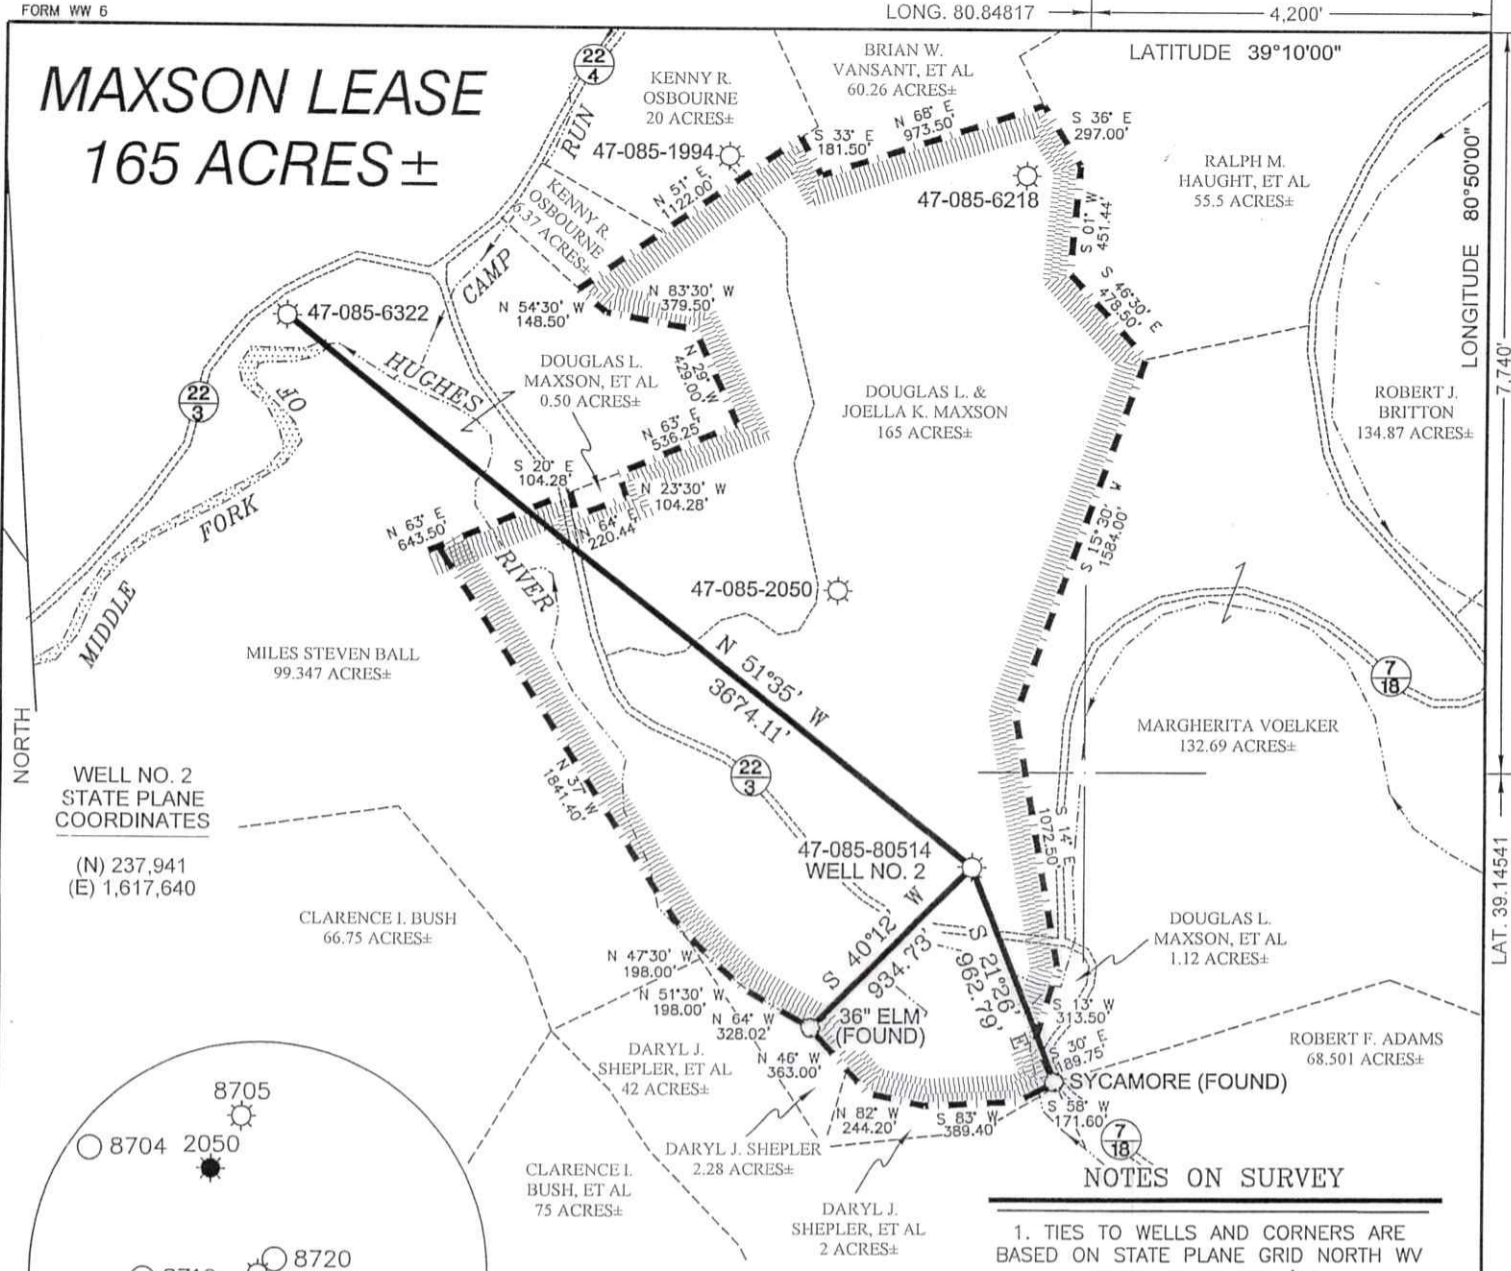 FORM WW 6
LONG. 80.84817
4,200'
MAXSON LEASE
165 ACRES±
22
4
KENNY R.
OSBOURNE
20 ACRES±
BRIAN W.
VANSANT, ET AL
60.26 ACRES±
LATITUDE 39°10'00"
RUN
47-085-1994
S 33° E
181.50'
N 68° E
973.50'
S 36° E
297.00'
RALPH M.
HAUGHT, ET AL
55.5 ACRES±
LONGITUDE 80°50'00"
N 51° E
1122.00'
47-085-6218
KENNY R.
OSBOURNE
6.37 ACRES±
S 01° W
451.44'
CAMP
47-085-6322
N 54°30' W
148.50'
N 83°30' W
379.50'
S 46°30' E
478.50'
7,740'
HUGHES
22
3
OF
DOUGLAS L.
MAXSON, ET AL
0.50 ACRES±
N 29° W
429.00'
DOUGLAS L. &
JOELLA K. MAXSON
165 ACRES±
ROBERT J.
BRITTON
134.87 ACRES±
N 63° E
536.25'
S 20° E
104.28'
N 23°30' W
104.28'
FORK
N 63° E
643.50'
N 64° E
220.44'
S 15°30' W
1584.00'
RIVER
47-085-2050
MIDDLE
MILES STEVEN BALL
99.347 ACRES±
N 51°35' W
3674.11'
7
18
NORTH
MARGHERITA VOELKER
132.69 ACRES±
WELL NO. 2
STATE PLANE
COORDINATES
(N) 237,941
(E) 1,617,640
N 37° W
1841.40'
22
3
S 14° E
1072.50'
47-085-80514
WELL NO. 2
LAT. 39.14541
CLARENCE I. BUSH
66.75 ACRES±
S 40°12' W
934.73'
S 21°26' E
962.79'
DOUGLAS L.
MAXSON, ET AL
1.12 ACRES±
N 47°30' W
198.00'
N 51°30' W
198.00'
N 64° W
328.02'
36" ELM
(FOUND)
S 13° W
313.50'
DARYL J.
SHEPLER, ET AL
42 ACRES±
N 46° W
363.00'
S 30° E
189.75'
ROBERT F. ADAMS
68.501 ACRES±
SYCAMORE (FOUND)
N 82° W
244.20'
S 83° W
389.40'
S 58° W
171.60'
7
18
8705
8704
2050
DARYL J. SHEPLER
2.28 ACRES±
CLARENCE I.
BUSH, ET AL
75 ACRES±
DARYL J.
SHEPLER, ET AL
2 ACRES±
NOTES ON SURVEY
1. TIES TO WELLS AND CORNERS ARE
BASED ON STATE PLANE GRID NORTH WV
8720